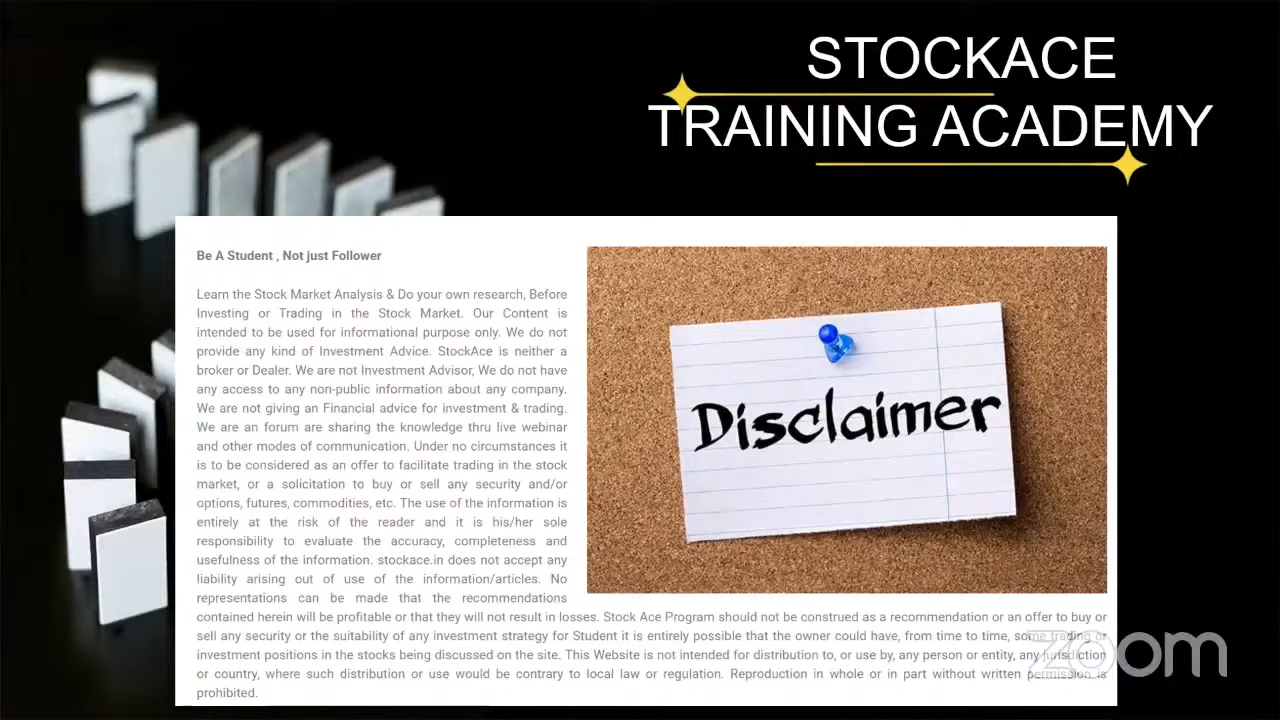 STOCKACE
TRAINING ACADEMY
Be A Student , Not just Follower
Learn the Stock Market Analysis & Do your own research, Before
Investing or Trading in the Stock Market. Our Content is
intended to be used for informational purpose only. We do not
provide any kind of Investment Advice. StockAce is neither a
broker or Dealer. We are not Investment Advisor, We do not have
any access to any non-public information about any company.
We are not giving an Financial advice for investment & trading.
We are an forum are sharing the knowledge thru live webinar
and other modes of communication. Under no circumstances it
is to be considered as an offer to facilitate trading in the stock
market, or a solicitation to buy or sell any security and/or
options, futures, commodities, etc. The use of the information is
entirely at the risk of the reader and it is his/her sole
responsibility to evaluate the accuracy, completeness and
usefulness of the information. stockace.in does not accept any
liability arising out of use of the information/articles. No
representations can be made that the recommendations
contained herein will be profitable or that they will not result in losses. Stock Ace Program should not be construed as a recommendation or an offer to buy or
sell any security or the suitability of any investment strategy for Student it is entirely possible that the owner could have, from time to time, some trading or
investment positions in the stocks being discussed on the site. This Website is not intended for distribution to, or use by, any person or entity, any jurisdiction
or country, where such distribution or use would be contrary to local law or regulation. Reproduction in whole or in part without written permission is
prohibited.
Disclaimer
zoom